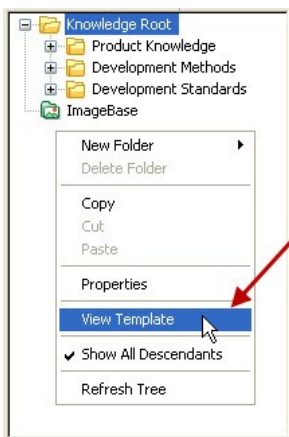 Knowledge Root
Product Knowledge
Development Methods
Development Standards
ImageBase
New Folder
Delete Folder
Copy
Cut
Paste
Properties
View Template
Show All Descendants
Refresh Tree